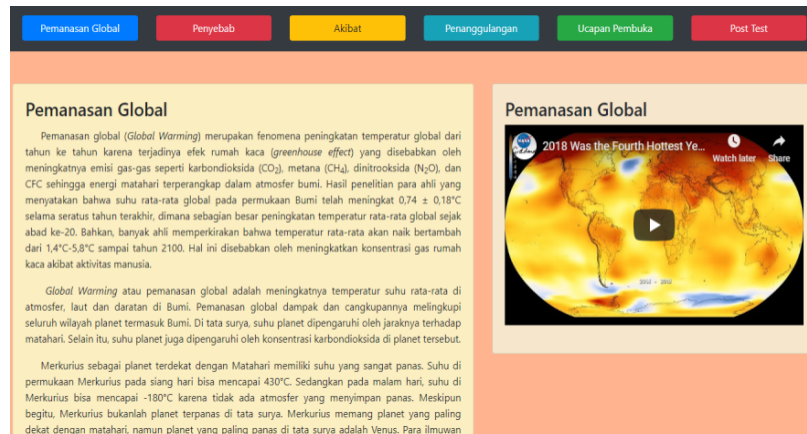 Pemanasan Global
Penyebab
Akibat
Penanggulangan
Ucapan Pembuka
Post Test
Pemanasan Global
Pemanasan global (Global Warming) merupakan fenomena peningkatan temperatur global dari
tahun ke tahun karena terjadinya efek rumah kaca (greenhouse effect) yang disebabkan oleh
meningkatnya emisi gas-gas seperti karbondioksida (CO₂), metana (CH₄), dinitrooksida (N₂O), dan
CFC sehingga energi matahari terperangkap dalam atmosfer bumi. Hasil penelitian para ahli yang
menyatakan bahwa suhu rata-rata global pada permukaan Bumi telah meningkat 0,74 ± 0,18°C
selama seratus tahun terakhir, dimana sebagian besar peningkatan temperatur rata-rata global sejak
abad ke-20. Bahkan, banyak ahli memperkirakan bahwa temperatur rata-rata akan naik bertambah
dari 1,4°C-5,8°C sampai tahun 2100. Hal ini disebabkan oleh meningkatkan konsentrasi gas rumah
kaca akibat aktivitas manusia.
Global Warming atau pemanasan global adalah meningkatnya temperatur suhu rata-rata di
atmosfer, laut dan daratan di Bumi. Pemanasan global dampak dan cangkupannya melingkupi
seluruh wilayah planet termasuk Bumi. Di tata surya, suhu planet dipengaruhi oleh jaraknya terhadap
matahari. Selain itu, suhu planet juga dipengaruhi oleh konsentrasi karbondioksida di planet tersebut.
Merkurius sebagai planet terdekat dengan Matahari memiliki suhu yang sangat panas. Suhu di
permukaan Merkurius pada siang hari bisa mencapai 430°C. Sedangkan pada malam hari, suhu di
Merkurius bisa mencapai -180°C karena tidak ada atmosfer yang menyimpan panas. Meskipun
begitu, Merkurius bukanlah planet terpanas di tata surya. Merkurius memang planet yang paling
dekat dengan matahari, namun planet yang paling panas di tata surya adalah Venus. Para ilmuwan
Pemanasan Global
2018 Was the Fourth Hottest Ye...
Watch later
Share